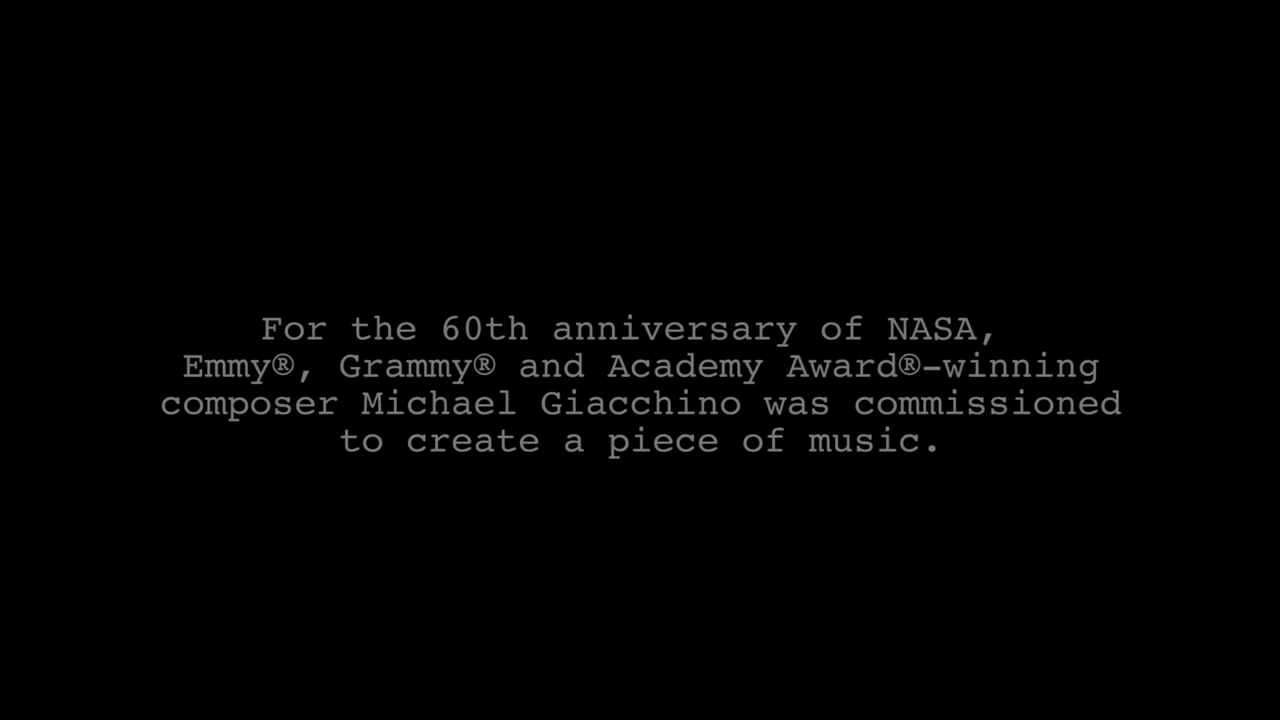 For the 60th anniversary of NASA,
Emmy®, Grammy® and Academy Award®-winning
composer Michael Giacchino was commissioned
to create a piece of music.